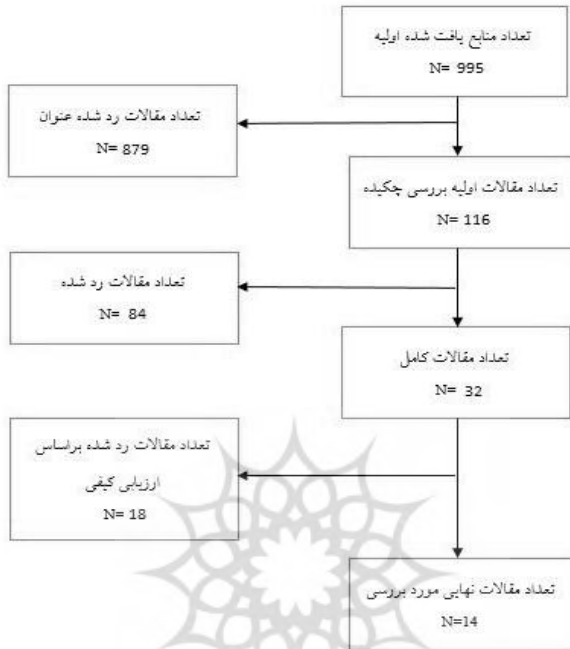 تعداد منابع یافت شده اولیه
N= 995
تعداد مقالات رد شده عنوان
N= 879
تعداد مقالات اولیه بررسی چکیده
N= 116
تعداد مقالات رد شده
N= 84
تعداد مقالات کامل
N= 32
تعداد مقالات رد شده براساس
ارزیابی کیفی
N= 18
تعداد مقالات نهایی مورد بررسی
N=14